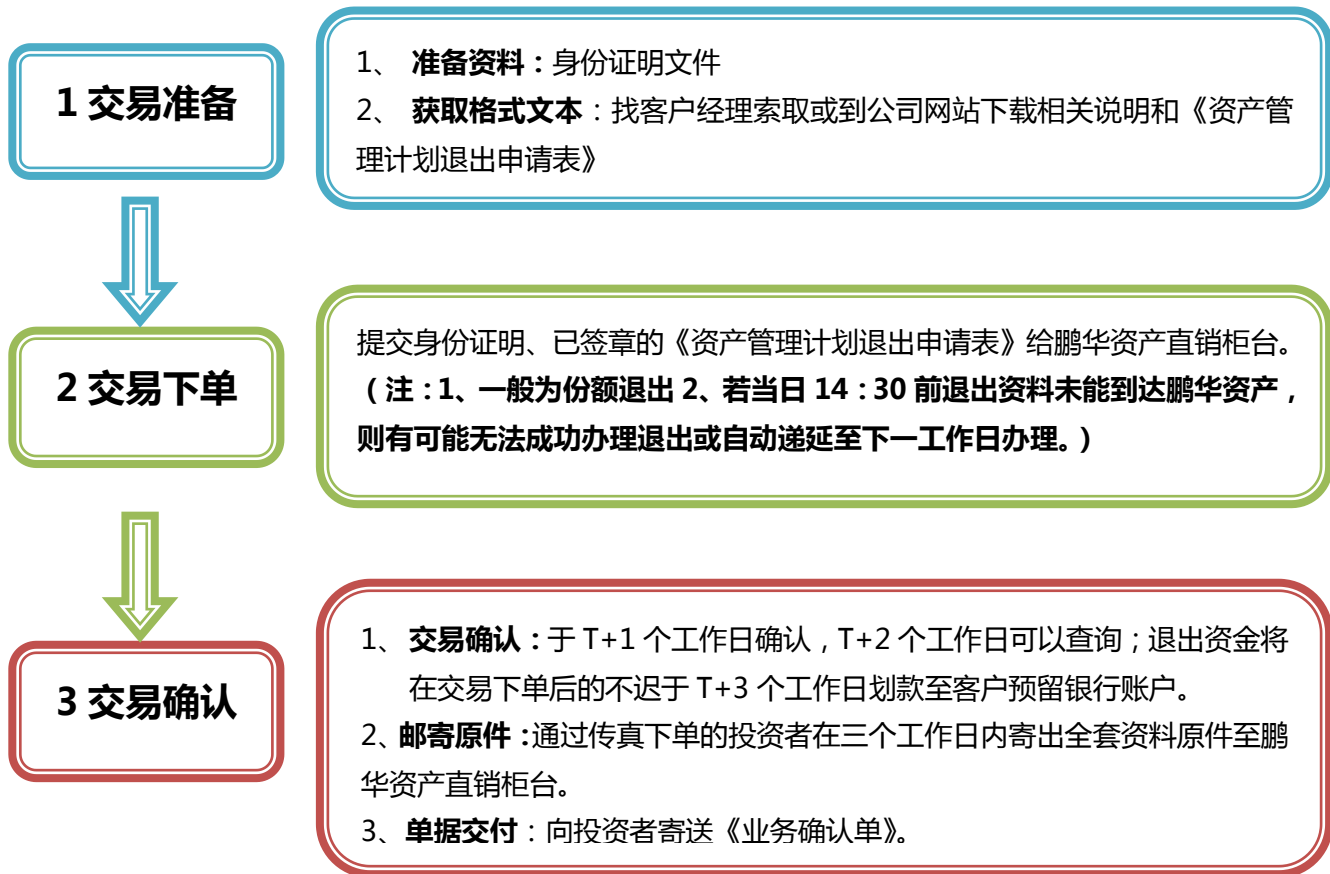 1 交易准备
1、 准备资料：身份证明文件
2、 获取格式文本：找客户经理索取或到公司网站下载相关说明和《资产管
理计划退出申请表》
2 交易下单
提交身份证明、已签章的《资产管理计划退出申请表》给鹏华资产直销柜台。
（注：1、一般为份额退出 2、若当日 14：30 前退出资料未能到达鹏华资产，
则有可能无法成功办理退出或自动递延至下一工作日办理。）
3 交易确认
1、 交易确认：于 T+1 个工作日确认，T+2 个工作日可以查询；退出资金将
在交易下单后的不迟于 T+3 个工作日划款至客户预留银行账户。
2、邮寄原件：通过传真下单的投资者在三个工作日内寄出全套资料原件至鹏
华资产直销柜台。
3、单据交付：向投资者寄送《业务确认单》。